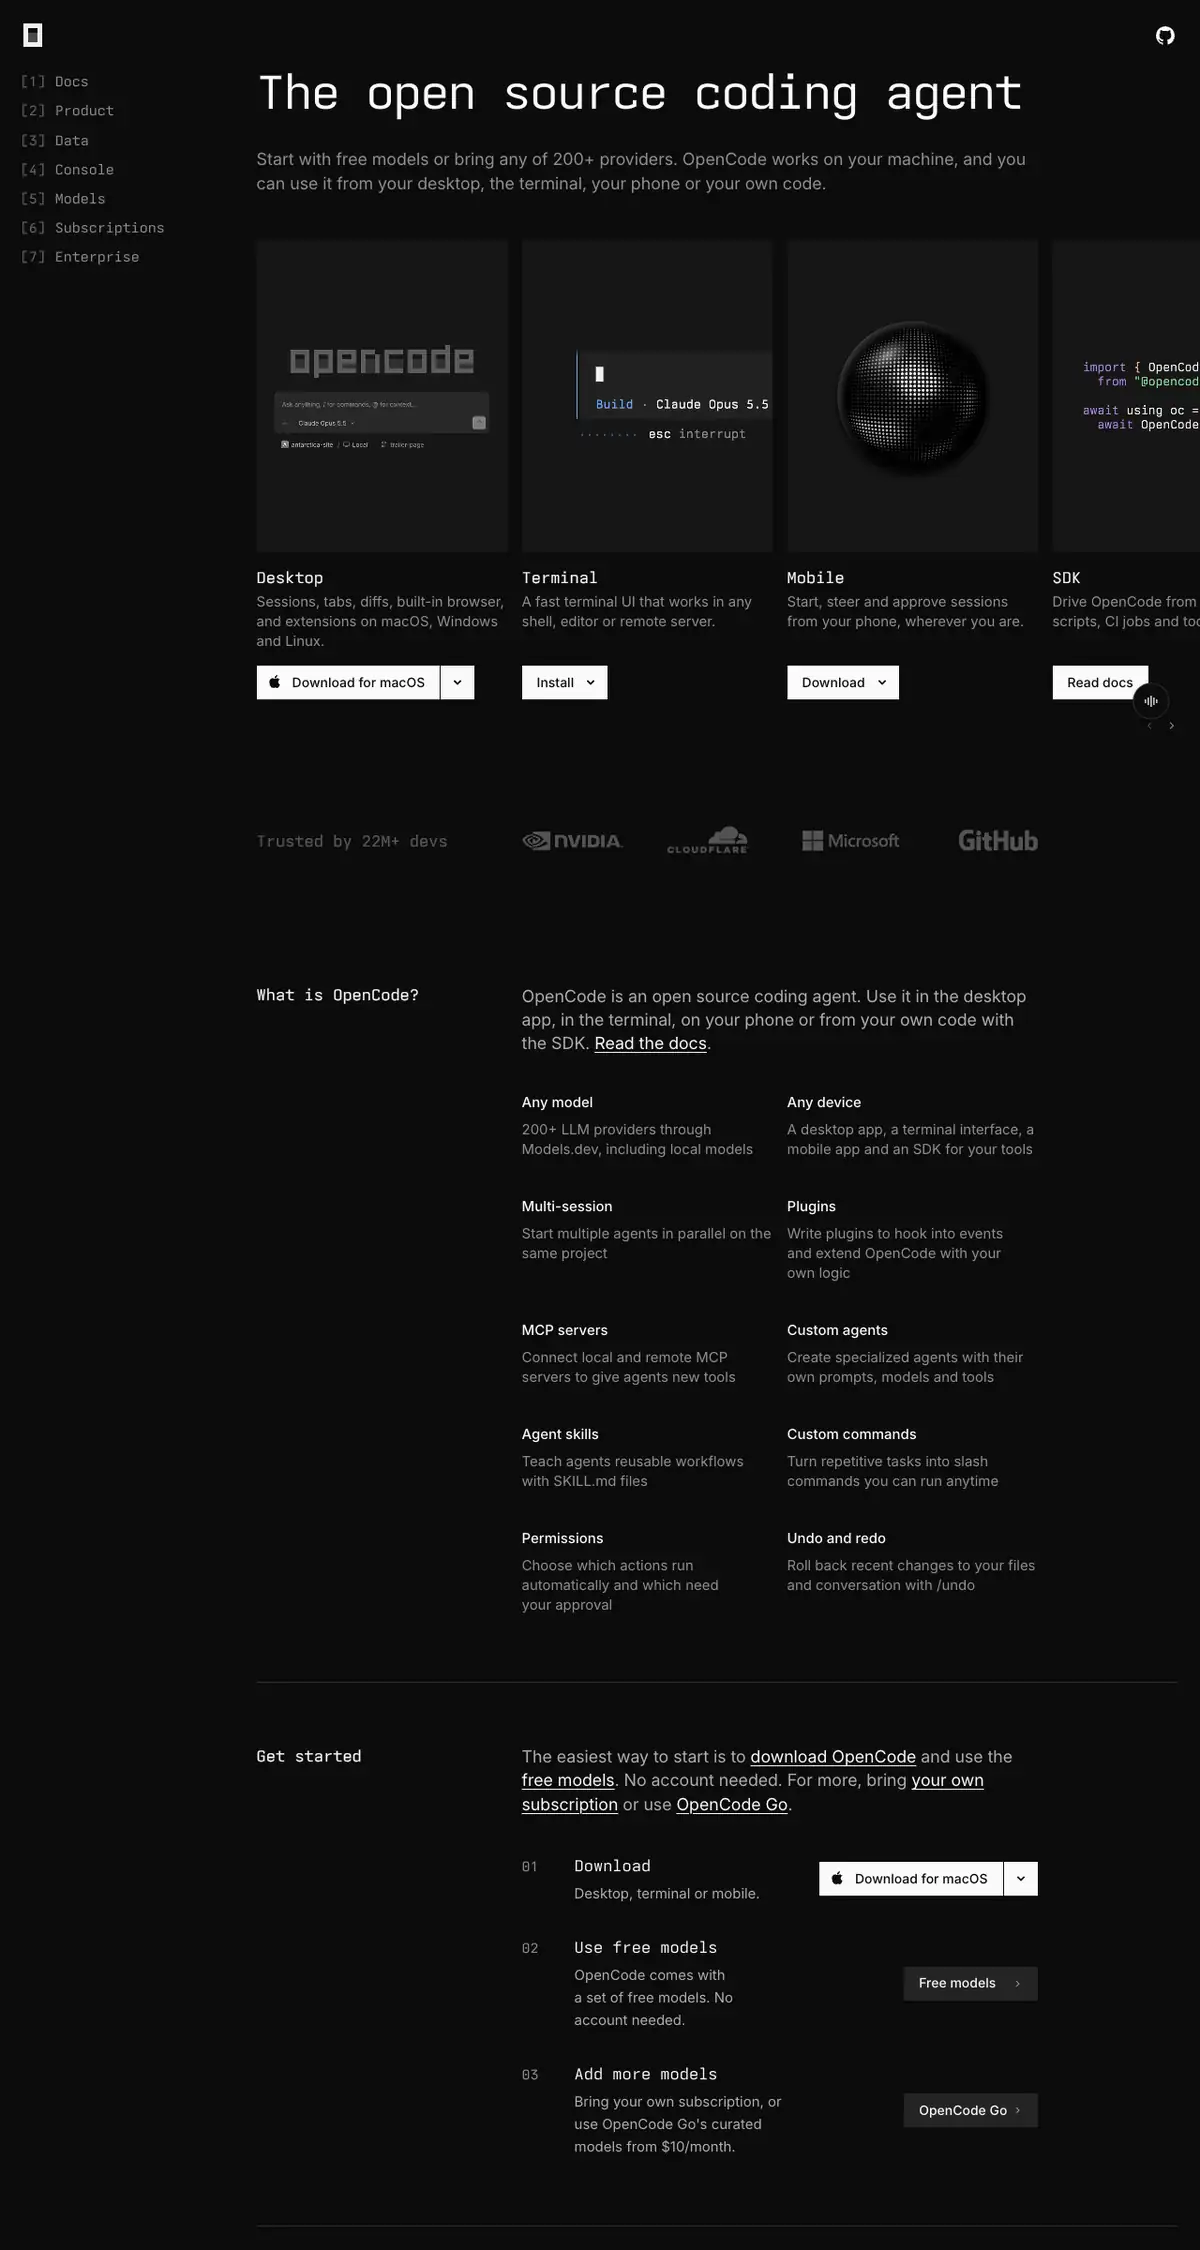 [1] Docs
[2] Product
[3] Data
[4] Console
[5] Models
[6] Subscriptions
[7] Enterprise
The open source coding agent
Start with free models or bring any of 200+ providers. OpenCode works on your machine, and you
can use it from your desktop, the terminal, your phone or your own code.
opencode
Ask anything, / for commands, @ for context...
Claude Opus 5.5
antarctica-site / Local trailer-page
Build · Claude Opus 5.5
esc interrupt
import { OpenCod
from "@opencod
await using oc =
await OpenCode
Desktop
Sessions, tabs, diffs, built-in browser,
and extensions on macOS, Windows
and Linux.
Download for macOS
Terminal
A fast terminal UI that works in any
shell, editor or remote server.
Install
Mobile
Start, steer and approve sessions
from your phone, wherever you are.
Download
SDK
Drive OpenCode from
scripts, CI jobs and too
Read docs
Trusted by 22M+ devs
NVIDIA
CLOUDFLARE
Microsoft
GitHub
What is OpenCode?
OpenCode is an open source coding agent. Use it in the desktop
app, in the terminal, on your phone or from your own code with
the SDK. Read the docs.
Any model
200+ LLM providers through
Models.dev, including local models
Any device
A desktop app, a terminal interface, a
mobile app and an SDK for your tools
Multi-session
Start multiple agents in parallel on the
same project
Plugins
Write plugins to hook into events
and extend OpenCode with your
own logic
MCP servers
Connect local and remote MCP
servers to give agents new tools
Custom agents
Create specialized agents with their
own prompts, models and tools
Agent skills
Teach agents reusable workflows
with SKILL.md files
Custom commands
Turn repetitive tasks into slash
commands you can run anytime
Permissions
Choose which actions run
automatically and which need
your approval
Undo and redo
Roll back recent changes to your files
and conversation with /undo
Get started
The easiest way to start is to download OpenCode and use the
free models. No account needed. For more, bring your own
subscription or use OpenCode Go.
01 Download
Desktop, terminal or mobile.
Download for macOS
02 Use free models
OpenCode comes with
a set of free models. No
account needed.
Free models
03 Add more models
Bring your own subscription, or
use OpenCode Go's curated
models from $10/month.
OpenCode Go